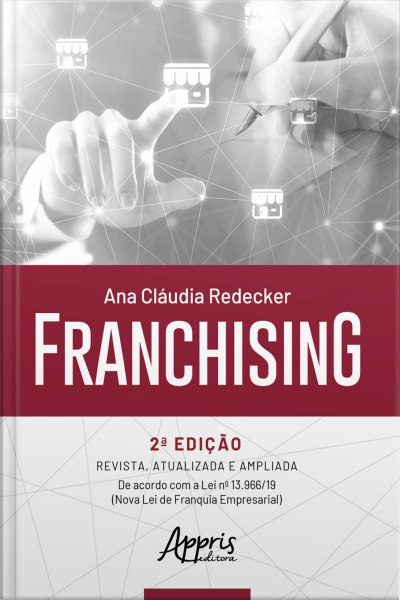 Ana Cláudia Redecker
FRANCHISING
2ª EDIÇÃO
REVISTA, ATUALIZADA E AMPLIADA
De acordo com a Lei nº 13.966/19
(Nova Lei de Franquia Empresarial)
Appris
editora